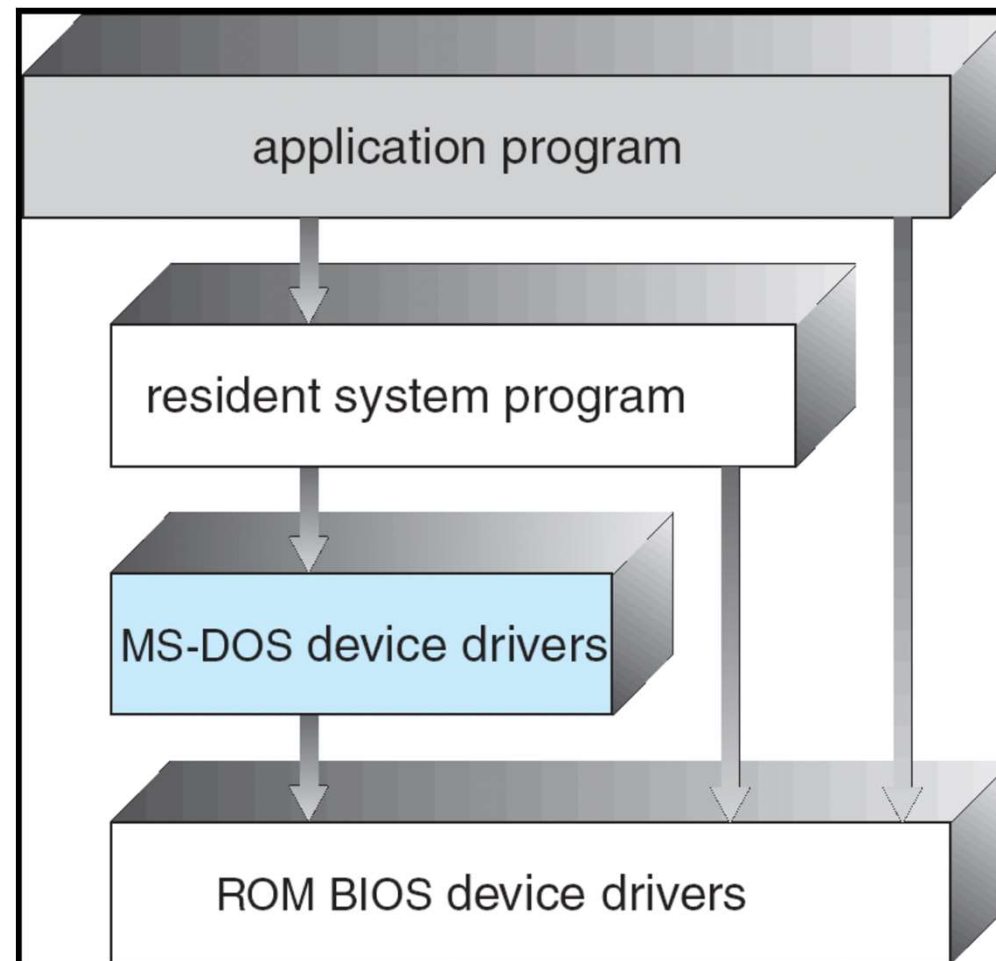 application program
resident system program
MS-DOS device drivers
ROM BIOS device drivers